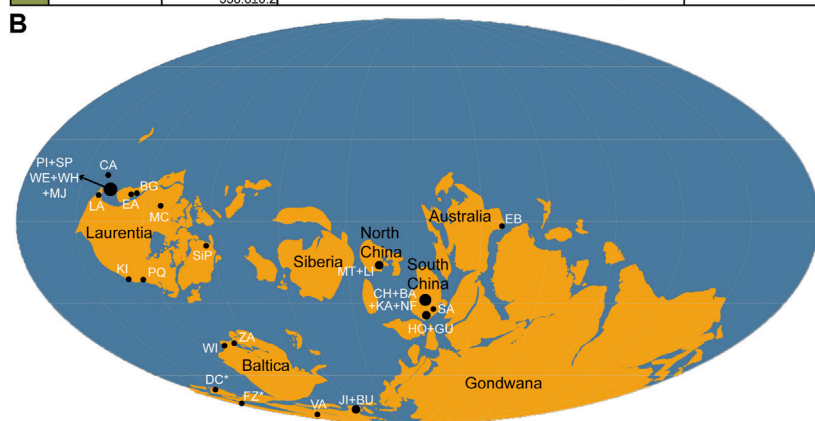 B
CA
PI+SP
WE+WH
+MJ
LA
EA
BG
MC
Laurentia
SiP
KI
PQ
Siberia
North
China
MT+LI
Australia
EB
South
China
CH+BA
+KA+NF
SA
HO+GU
WI
ZA
Baltica
DC*
FZ*
VA
JI+BU
Gondwana